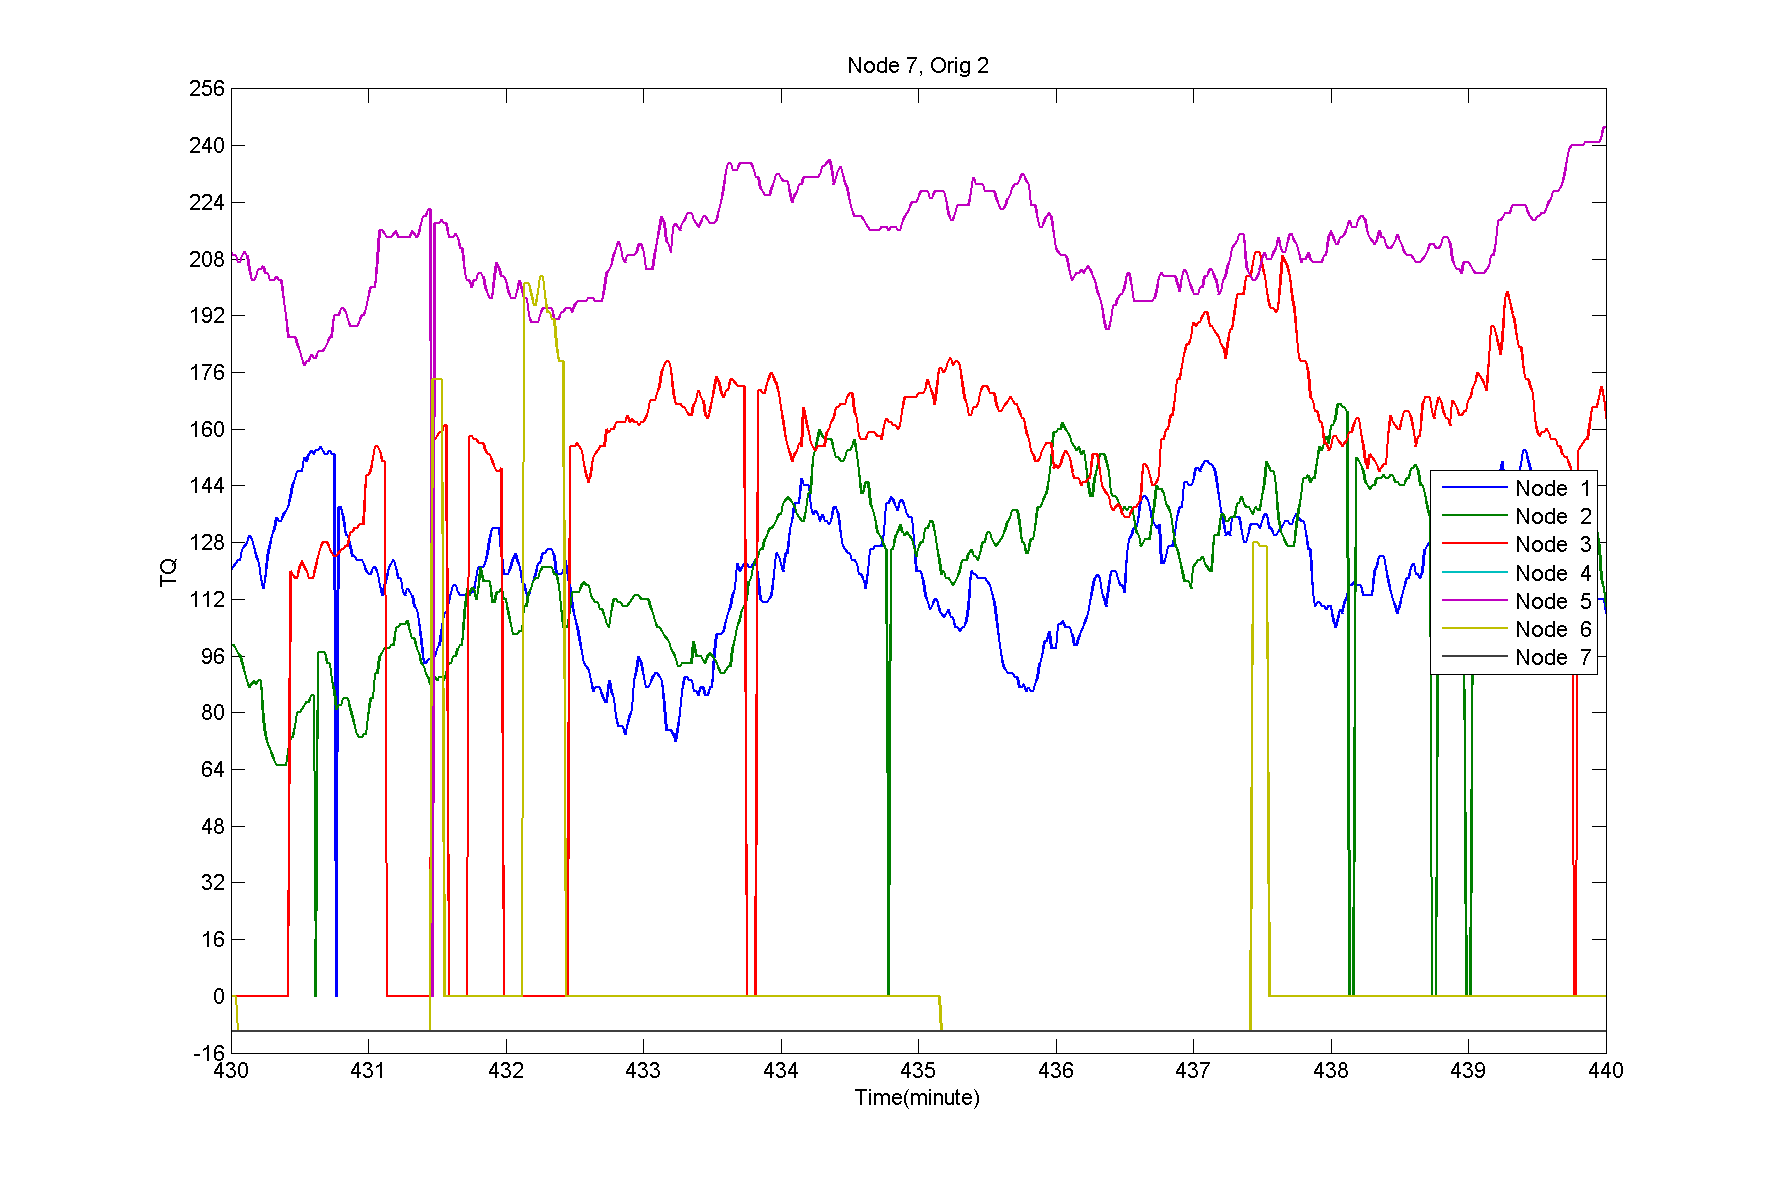 Node 7, Orig 2
256
240
224
208
192
176
160
144
128
112
96
80
64
48
32
16
0
-16
TQ
Node 1
Node 2
Node 3
Node 4
Node 5
Node 6
Node 7
430 431 432 433 434 435 436 437 438 439 440
Time(minute)